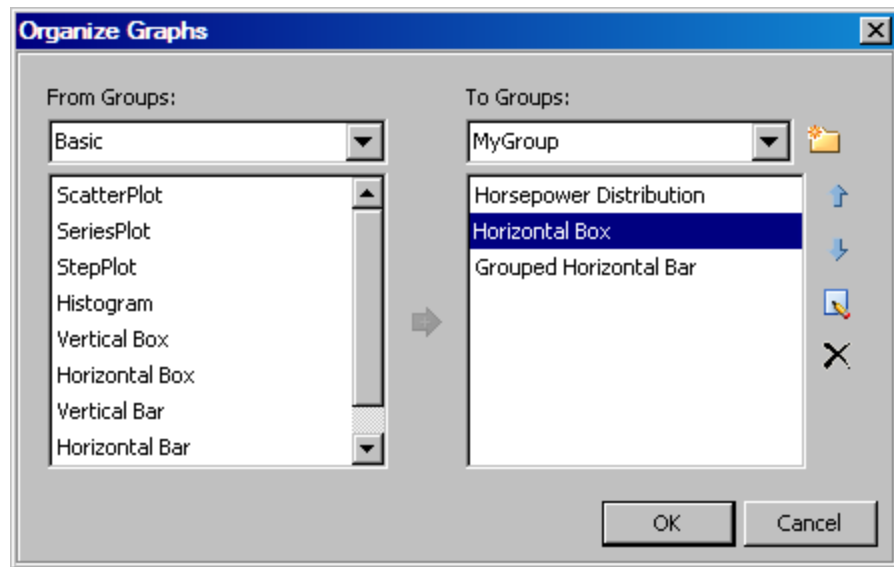 Organize Graphs
From Groups:
Basic
ScatterPlot
SeriesPlot
StepPlot
Histogram
Vertical Box
Horizontal Box
Vertical Bar
Horizontal Bar
To Groups:
MyGroup
Horsepower Distribution
Horizontal Box
Grouped Horizontal Bar
OK
Cancel